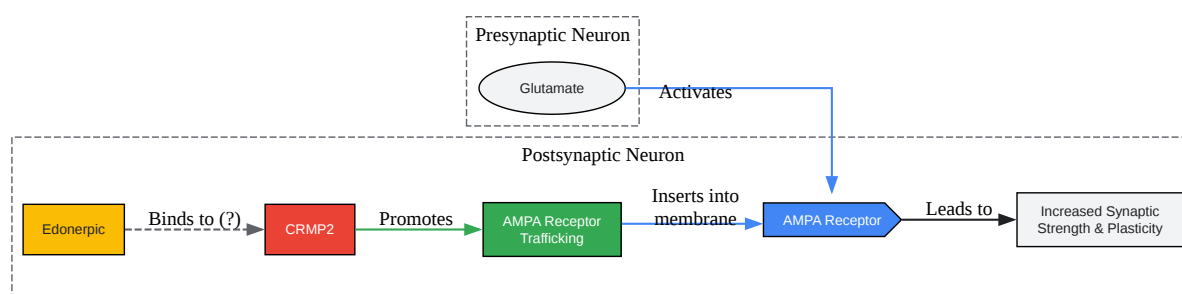 Presynaptic Neuron
Glutamate
Activates
Postsynaptic Neuron
Edonerpic
Binds to (?)
CRMP2
Promotes
AMPA Receptor
Trafficking
Inserts into
membrane
AMPA Receptor
Leads to
Increased Synaptic
Strength & Plasticity